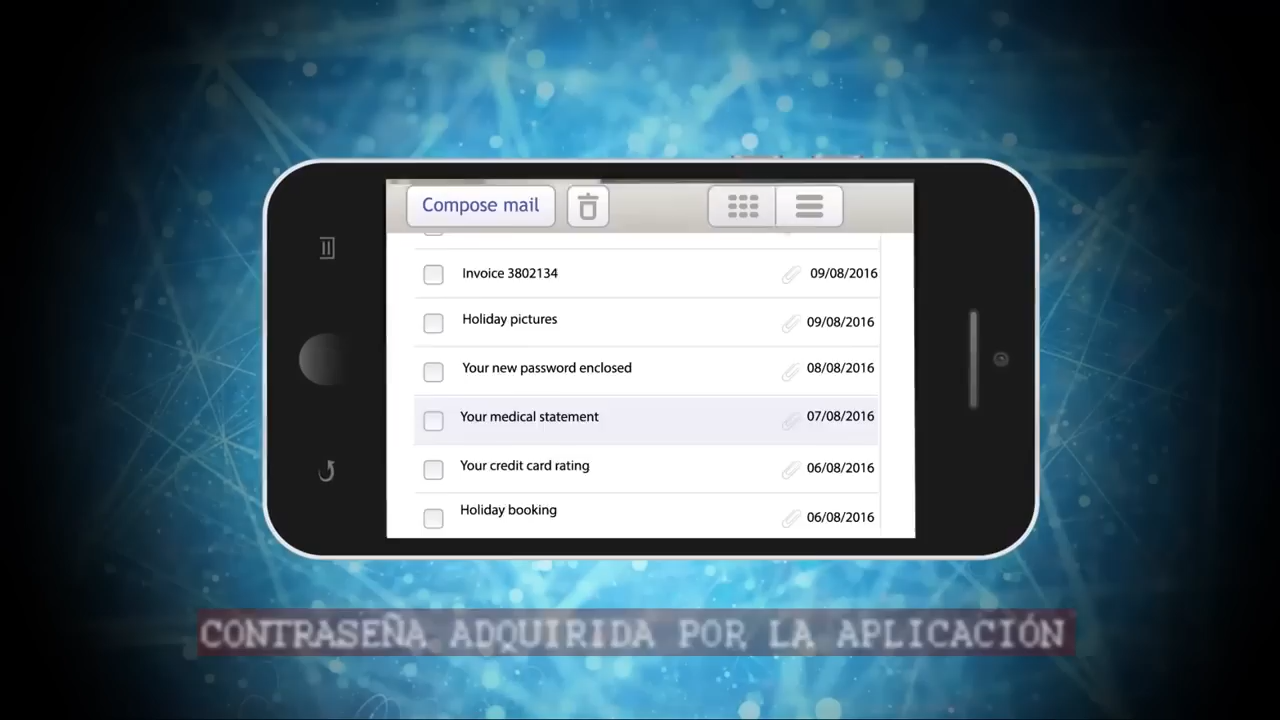 Compose mail
Invoice 3802134 09/08/2016
Holiday pictures 09/08/2016
Your new password enclosed 08/08/2016
Your medical statement 07/08/2016
Your credit card rating 06/08/2016
Holiday booking 06/08/2016
CONTRASEÑA ADQUIRIDA POR LA APLICACIÓN